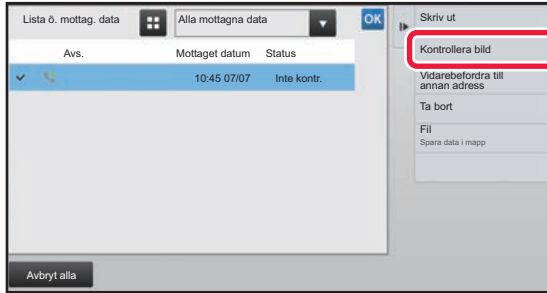 Lista ö. mottag. data
Alla mottagna data
OK
Avs.
Mottaget datum
Status
10:45 07/07
Inte kontr.
Avbryt alla
Skriv ut
Kontrollera bild
Vidarebefordra till
annan adress
Ta bort
Fil
Spara data i mapp